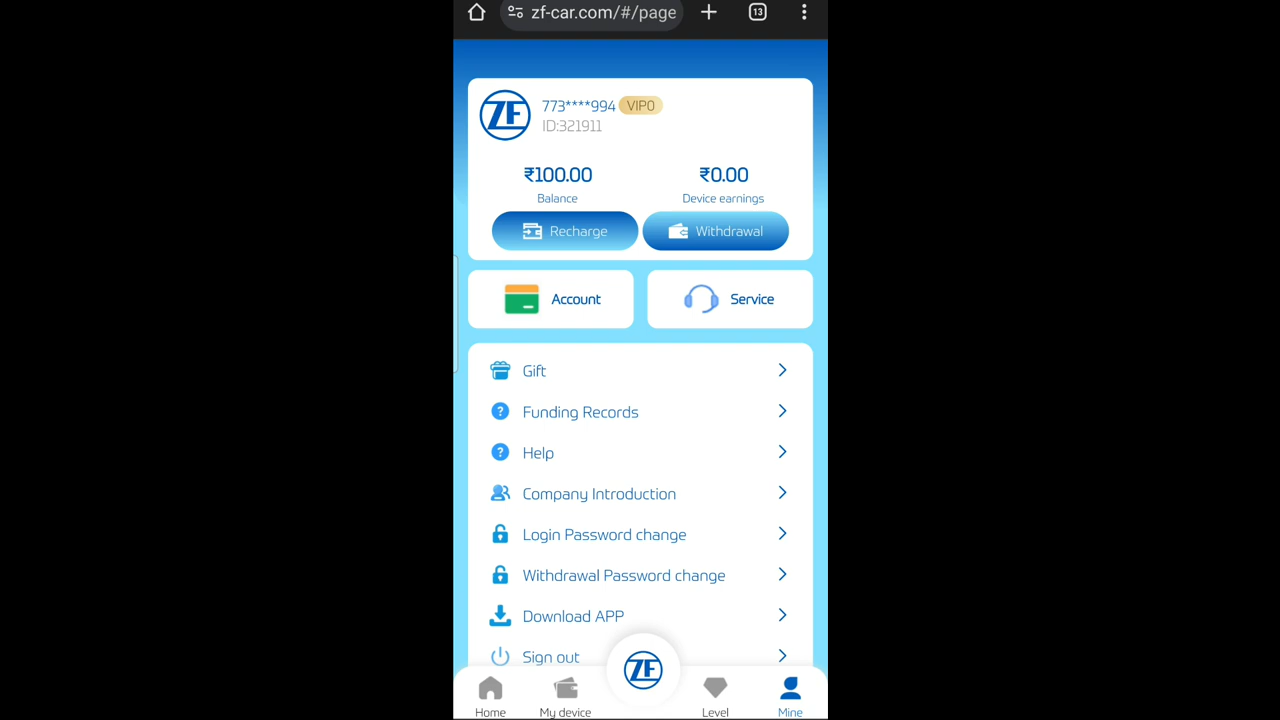 zf-car.com/#/page
13
ZF
773****994 VIP0
ID:321911
₹100.00 ₹0.00
Balance Device earnings
Recharge Withdrawal
Account Service
Gift
Funding Records
Help
Company Introduction
Login Password change
Withdrawal Password change
Download APP
Sign out
ZF
Home My device Level Mine